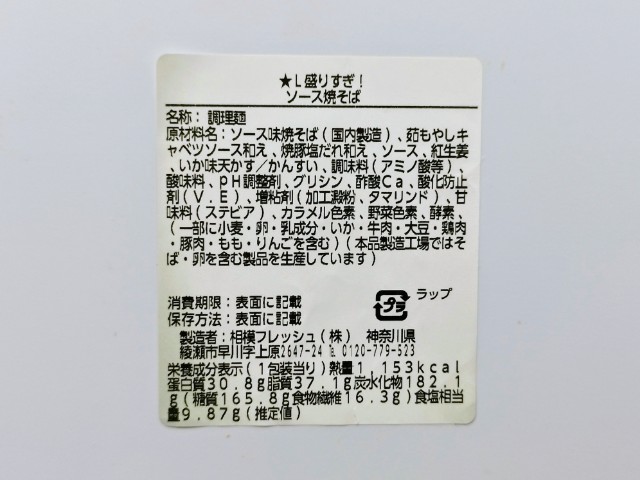 ★L盛りすぎ！
ソース焼そば
名称：調理麺
原材料名：ソース味焼そば（国内製造）、茹もやしキ
ャベツソース和え、焼豚塩だれ和え、ソース、紅生姜
、いか味天かす／かんすい、調味料（アミノ酸等）、
酸味料、ｐＨ調整剤、グリシン、酢酸Ｃａ、酸化防止
剤（Ｖ．Ｅ）、増粘剤（加工澱粉、タマリンド）、甘
味料（ステビア）、カラメル色素、野菜色素、酵素、
（一部に小麦・卵・乳成分・いか・牛肉・大豆・鶏肉
・豚肉・もも・りんごを含む）（本品製造工場ではそ
ば・卵を含む製品を生産しています）
消費期限：表面に記載
保存方法：表面に記載
プラ
ラップ
製造者：相模フレッシュ（株）　神奈川県
綾瀬市早川字上原2647-24 ℡ 0120-779-523
栄養成分表示（１包装当り）熱量１，153kcal
蛋白質30.8g脂質37.1g炭水化物182.1
g（糖質165.8g食物繊維16.3g）食塩相当
量9.87g（推定値）